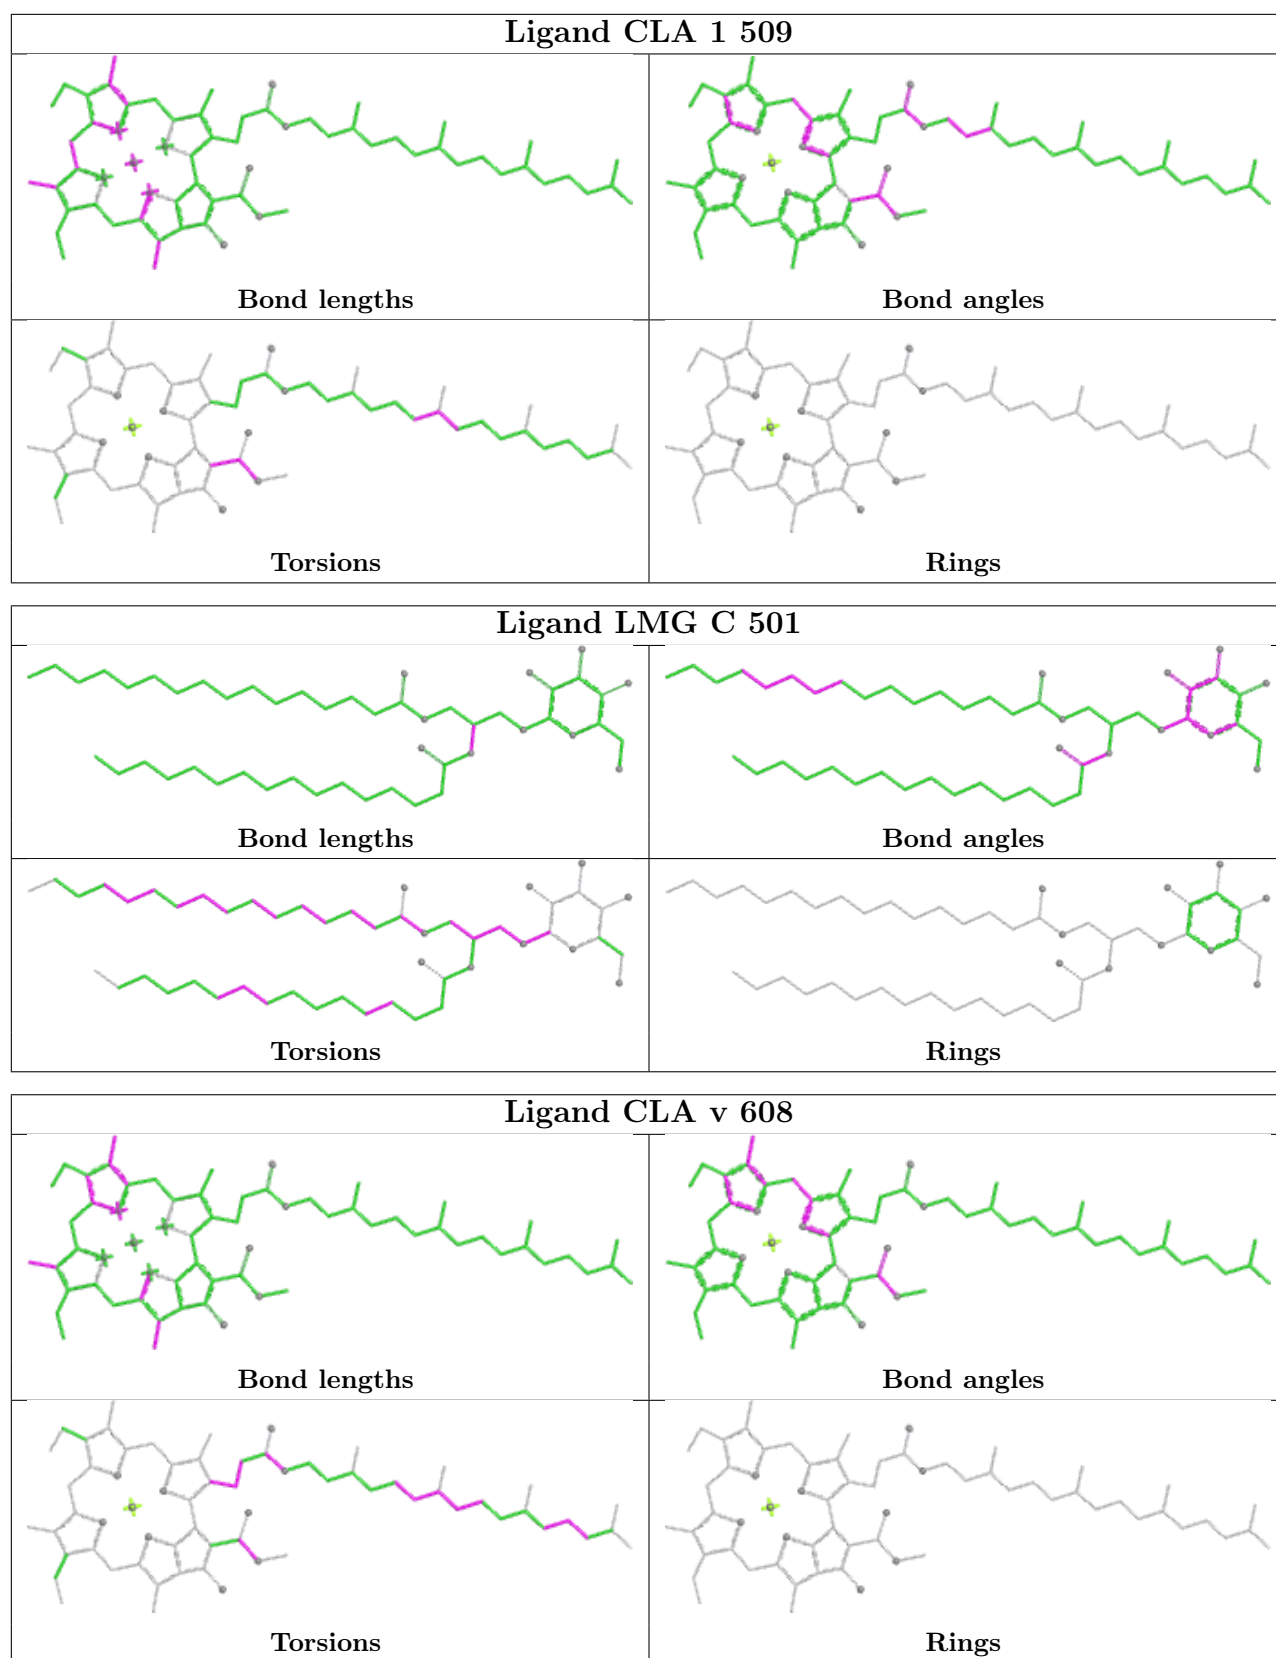 Ligand CLA 1 509
Bond lengths
Bond angles
Torsions
Rings
Ligand LMG C 501
Bond lengths
Bond angles
Torsions
Rings
Ligand CLA v 608
Bond lengths
Bond angles
Torsions
Rings